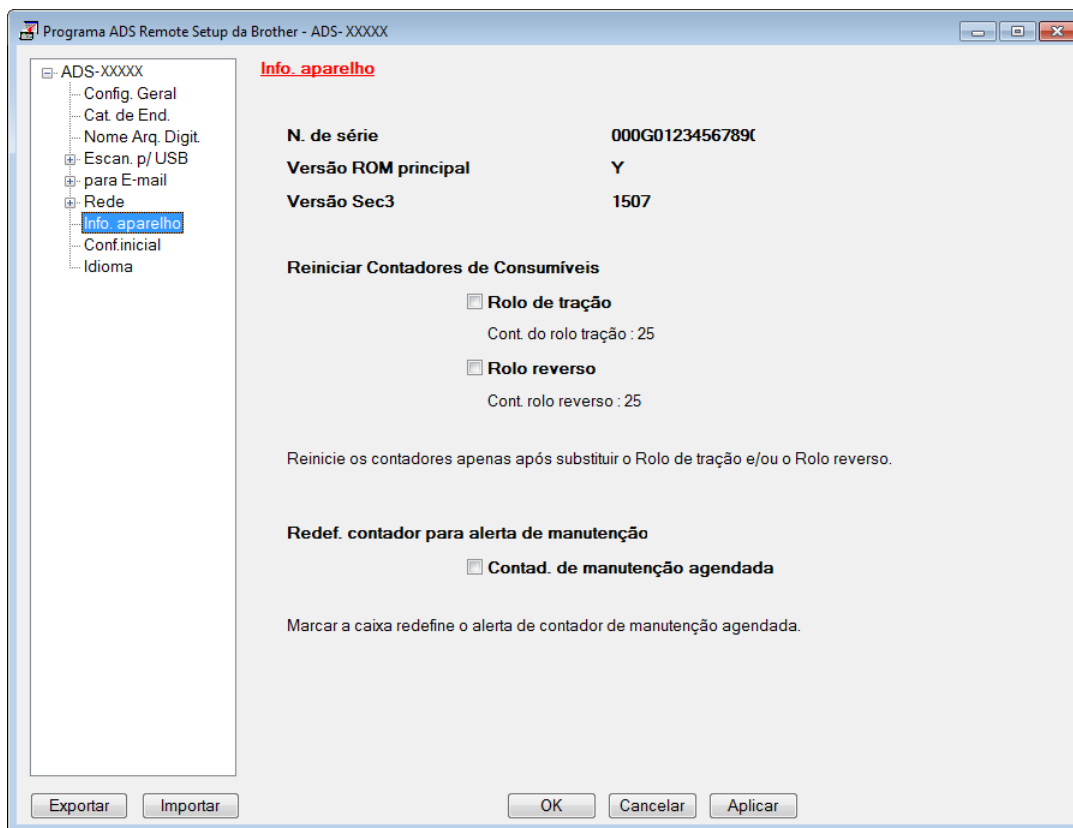 Programa ADS Remote Setup da Brother - ADS- XXXXX
ADS-XXXXX
Config. Geral
Cat. de End.
Nome Arq. Digit.
Escan. p/ USB
para E-mail
Rede
Info. aparelho
Conf.inicial
Idioma
Info. aparelho
N. de série 000G0123456789(
Versão ROM principal Y
Versão Sec3 1507
Reiniciar Contadores de Consumíveis
Rolo de tração
Cont. do rolo tração : 25
Rolo reverso
Cont. rolo reverso : 25
Reinicie os contadores apenas após substituir o Rolo de tração e/ou o Rolo reverso.
Redef. contador para alerta de manutenção
Contad. de manutenção agendada
Marcar a caixa redefine o alerta de contador de manutenção agendada.
Exportar Importar OK Cancelar Aplicar